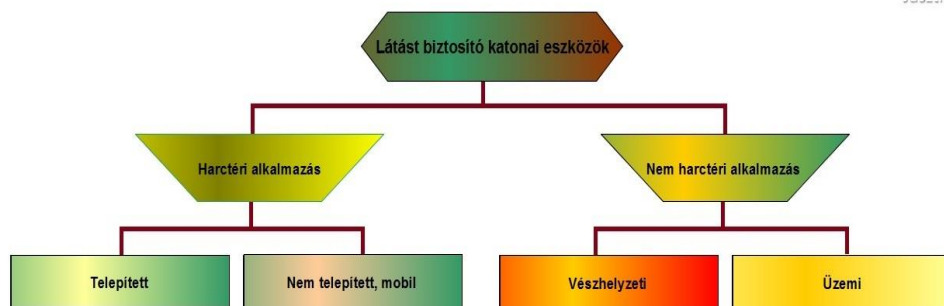 Látást biztosító katonai eszközök
Harctéri alkalmazás
Nem harctéri alkalmazás
Telepített
Nem telepített, mobil
Vészhelyzeti
Üzemi